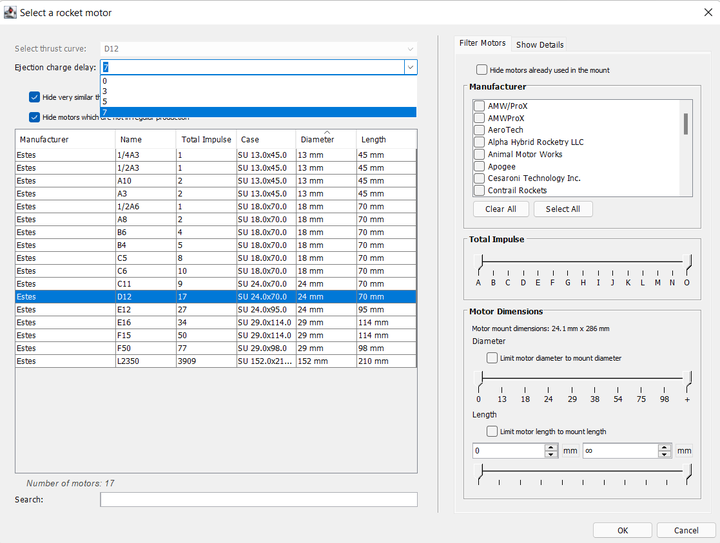 Select a rocket motor
Select thrust curve: D12
Ejection charge delay: 7
0
3
5
7
Hide very similar th
Hide motors which are not in regular production
Manufacturer Name Total Impulse Case Diameter Length
Estes 1/4A3 1 SU 13.0x45.0 13 mm 45 mm
Estes 1/2A3 1 SU 13.0x45.0 13 mm 45 mm
Estes A10 2 SU 13.0x45.0 13 mm 45 mm
Estes A3 2 SU 13.0x45.0 13 mm 45 mm
Estes 1/2A6 1 SU 18.0x70.0 18 mm 70 mm
Estes A8 2 SU 18.0x70.0 18 mm 70 mm
Estes B6 4 SU 18.0x70.0 18 mm 70 mm
Estes B4 5 SU 18.0x70.0 18 mm 70 mm
Estes C5 8 SU 18.0x70.0 18 mm 70 mm
Estes C6 10 SU 18.0x70.0 18 mm 70 mm
Estes C11 9 SU 24.0x70.0 24 mm 70 mm
Estes D12 17 SU 24.0x70.0 24 mm 70 mm
Estes E12 27 SU 24.0x95.0 24 mm 95 mm
Estes E16 34 SU 29.0x114.0 29 mm 114 mm
Estes F15 50 SU 29.0x114.0 29 mm 114 mm
Estes F50 77 SU 29.0x98.0 29 mm 98 mm
Estes L2350 3909 SU 152.0x21... 152 mm 210 mm
Number of motors: 17
Search:
Filter Motors Show Details
Hide motors already used in the mount
Manufacturer
AMW/ProX
AMWProX
AeroTech
Alpha Hybrid Rocketry LLC
Animal Motor Works
Apogee
Cesaroni Technology Inc.
Contrail Rockets
Clear All Select All
Total Impulse
A B C D E F G H I J K L M N O
Motor Dimensions
Motor mount dimensions: 24.1 mm x 286 mm
Diameter
Limit motor diameter to mount diameter
0 13 18 24 29 38 54 75 98 +
Length
Limit motor length to mount length
0 mm ∞ mm
OK Cancel